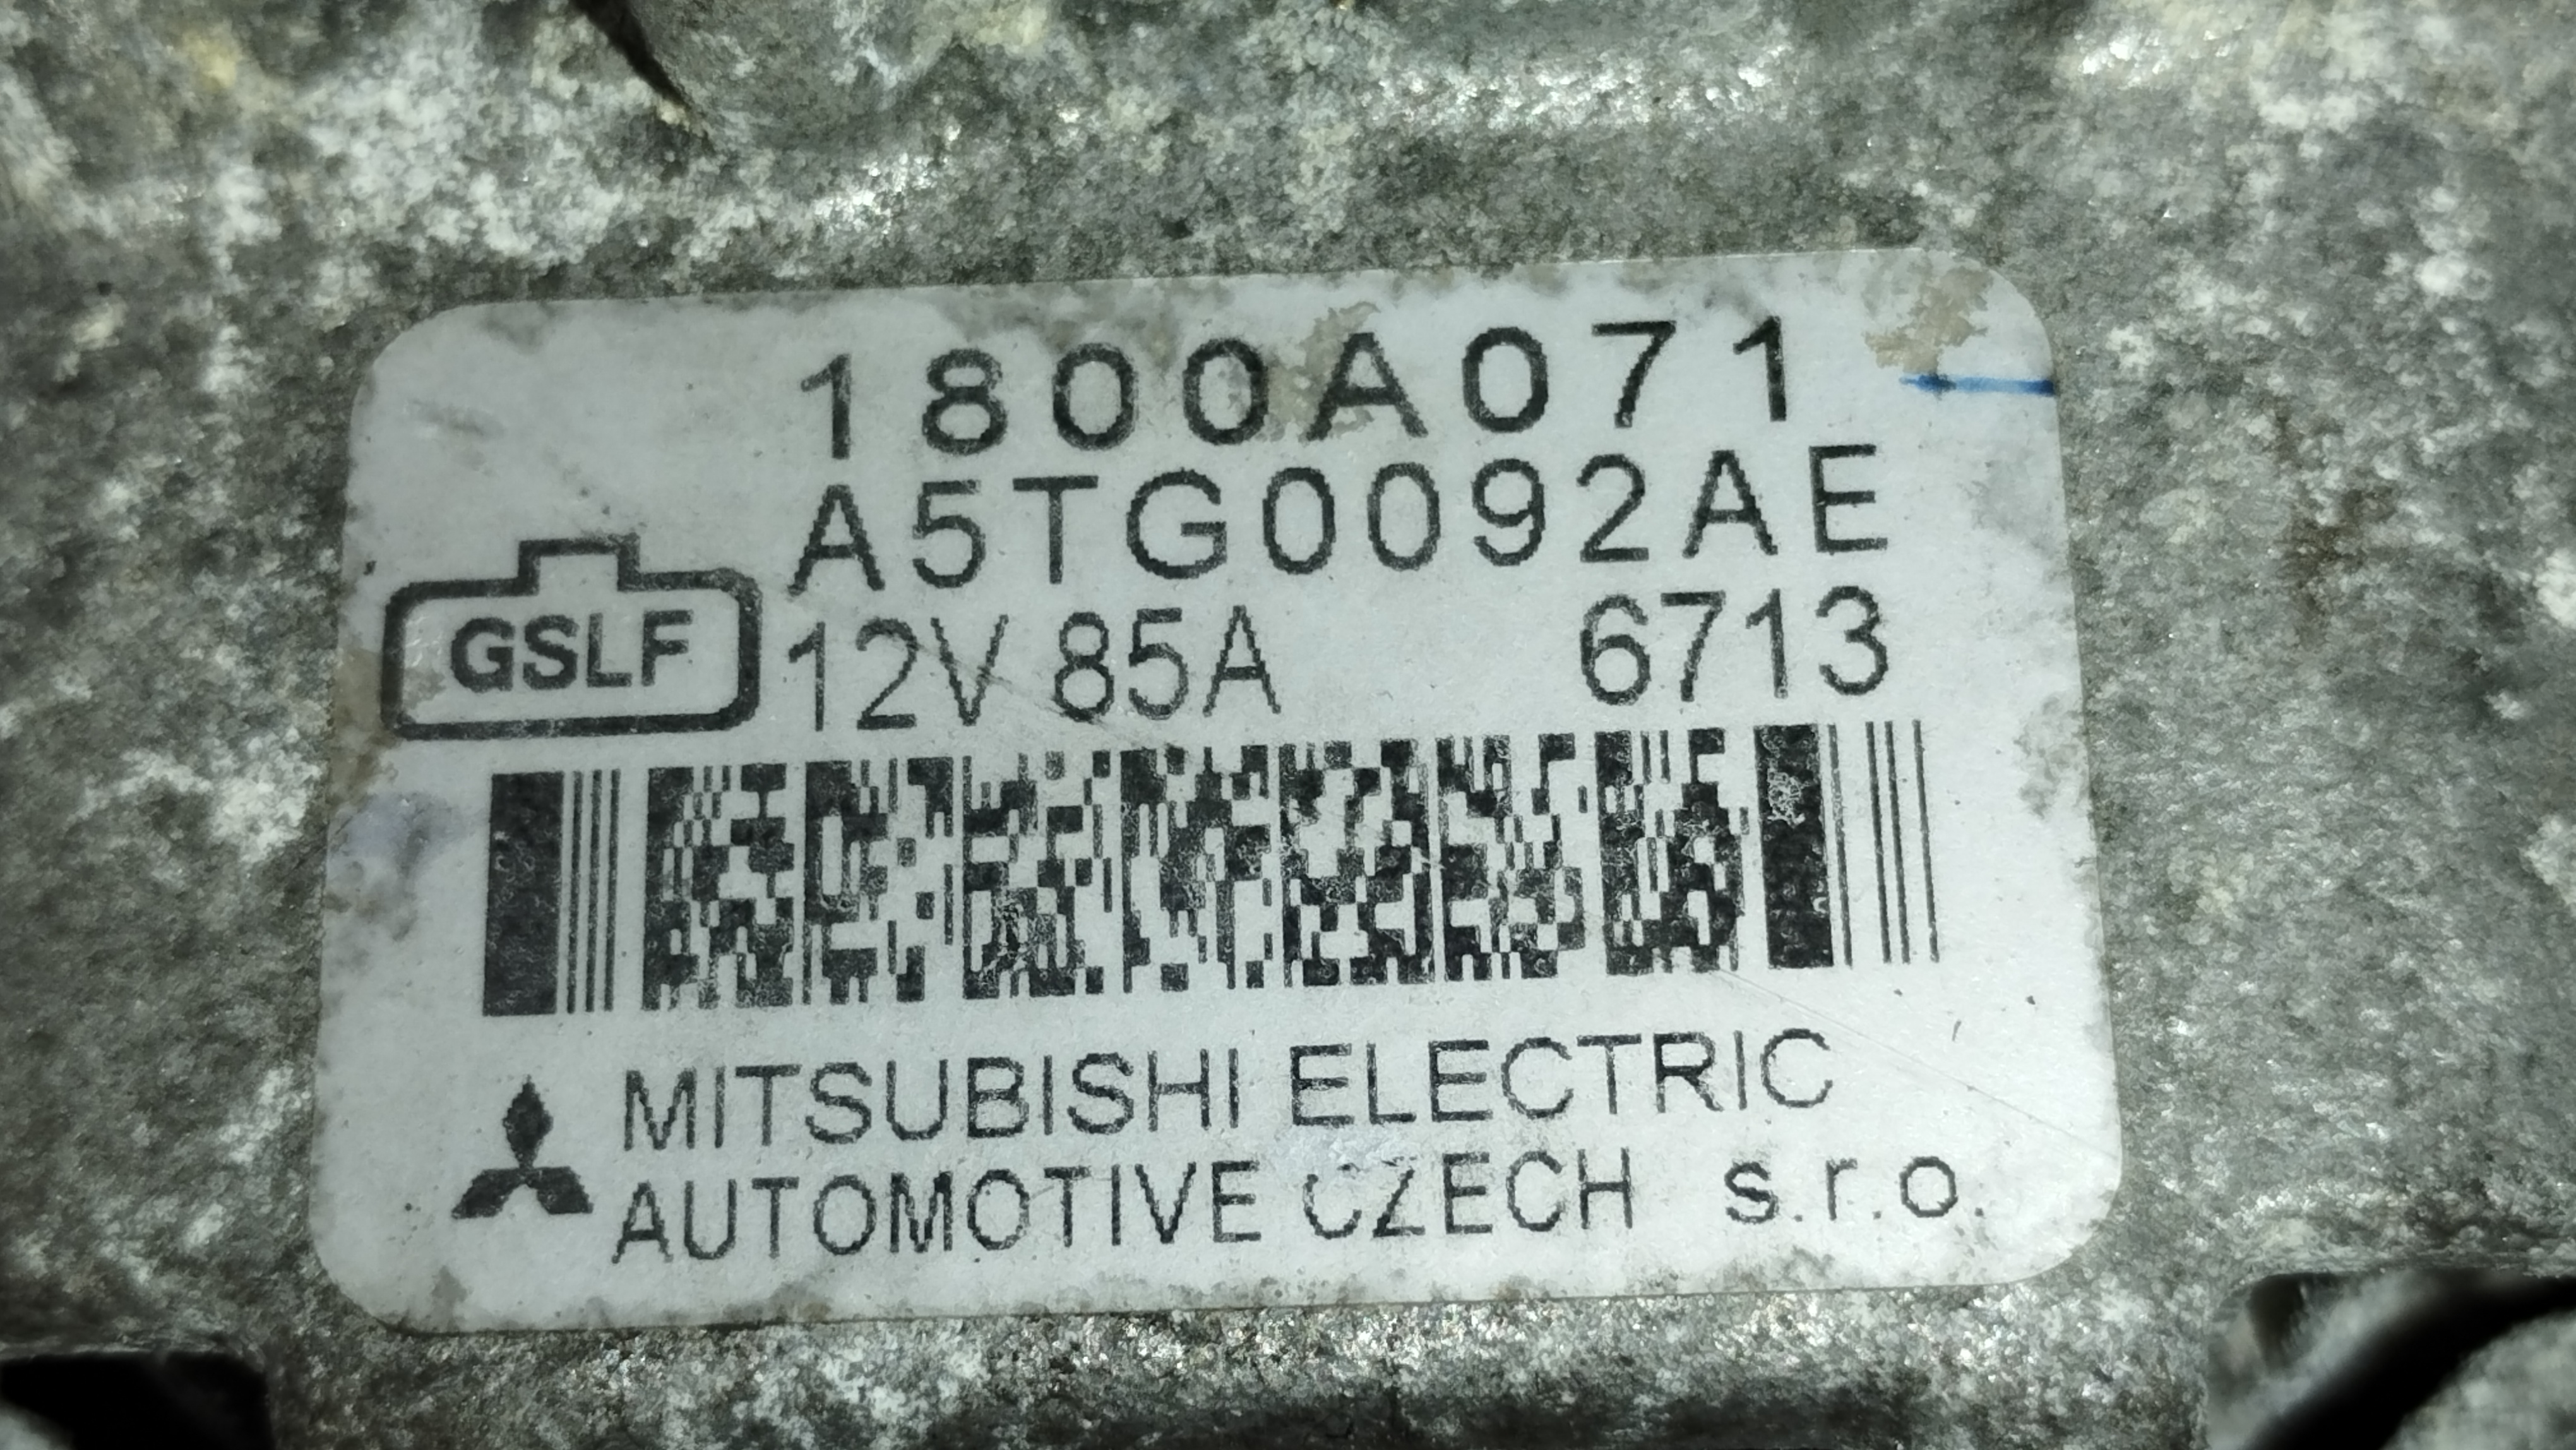 1800A071
A5TG0092AE
GSLF
12V 85A 6713
MITSUBISHI ELECTRIC
AUTOMOTIVE CZECH s.r.o.